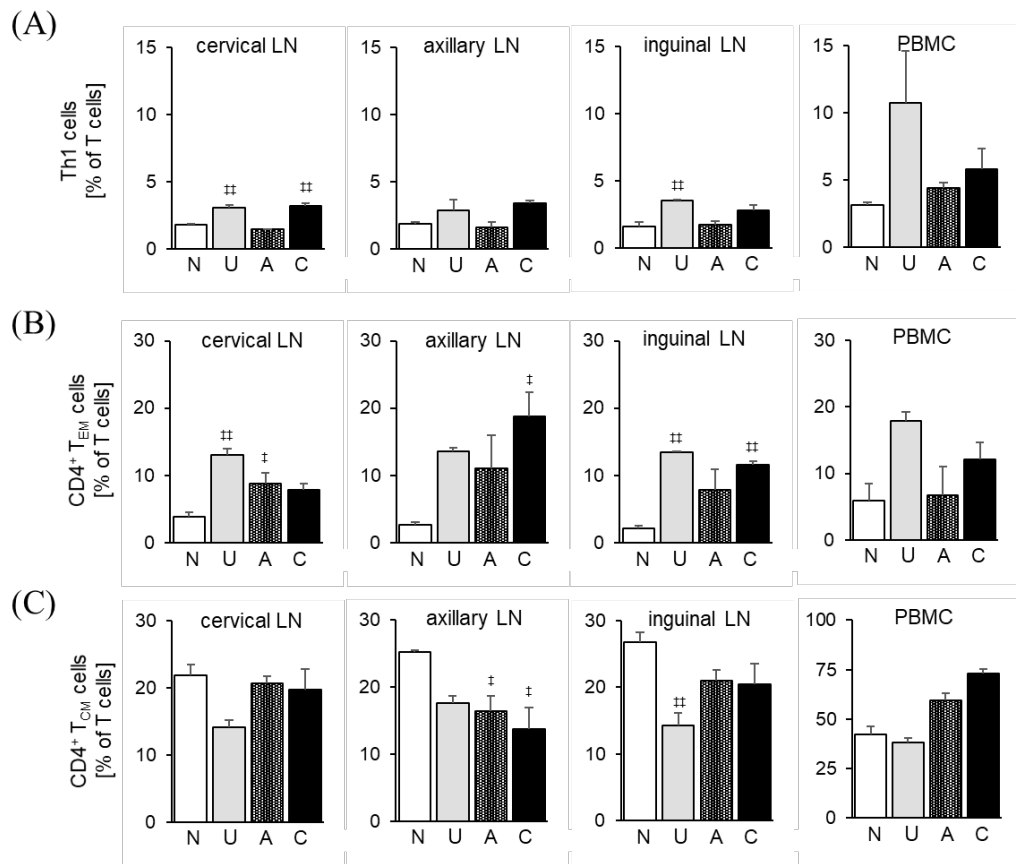 (A)
Th1 cells
[% of T cells]
cervical LN
15
10
5
0
‡‡
‡‡
N U A C
axillary LN
15
10
5
0
N U A C
inguinal LN
15
10
5
0
‡‡
N U A C
PBMC
15
10
5
0
N U A C
(B)
CD4+ TEM cells
[% of T cells]
cervical LN
30
20
10
0
‡‡
‡
N U A C
axillary LN
30
20
10
0
‡
N U A C
inguinal LN
30
20
10
0
‡‡
‡‡
N U A C
PBMC
30
20
10
0
N U A C
(C)
CD4+ TCM cells
[% of T cells]
cervical LN
30
20
10
0
N U A C
axillary LN
30
20
10
0
‡
‡
N U A C
inguinal LN
30
20
10
0
‡‡
N U A C
PBMC
100
75
50
25
0
N U A C